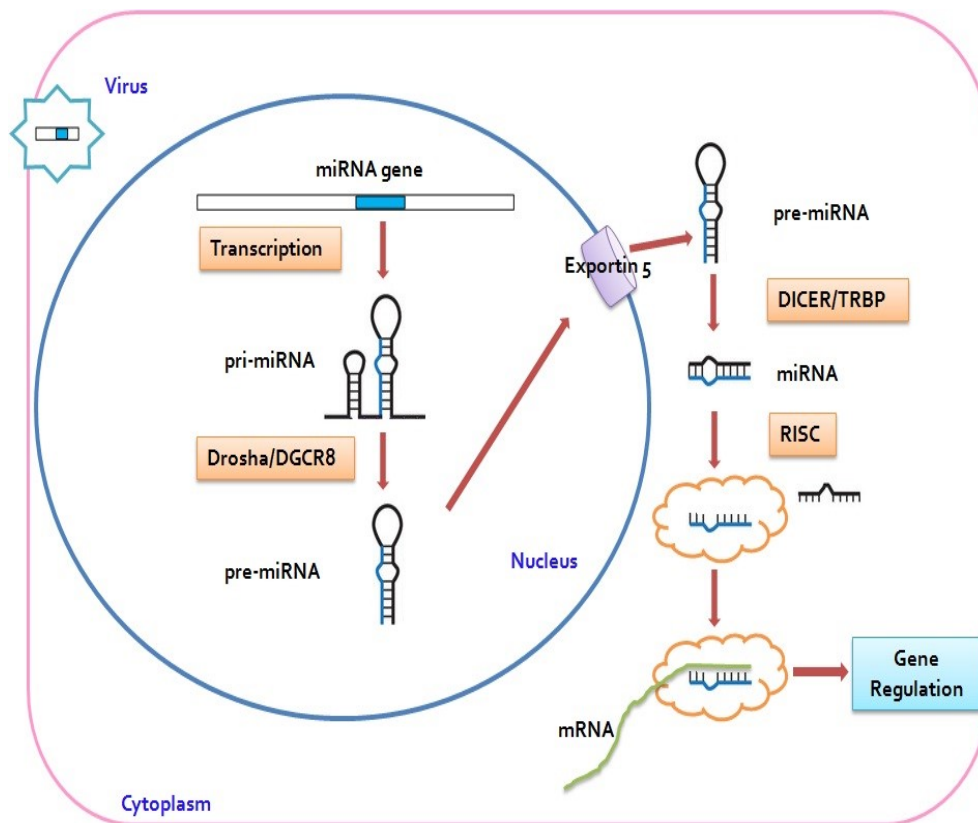 Virus
miRNA gene
Transcription
pri-miRNA
Drosha/DGCR8
pre-miRNA
Nucleus
Exportin 5
pre-miRNA
DICER/TRBP
miRNA
RISC
mRNA
Gene
Regulation
Cytoplasm